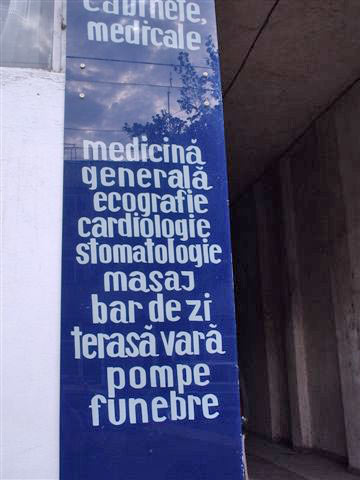 cabinete,
medicale
medicină
generală
ecografie
cardiologie
stomatologie
masaj
bar de zi
terasă vară
pompe
funebre